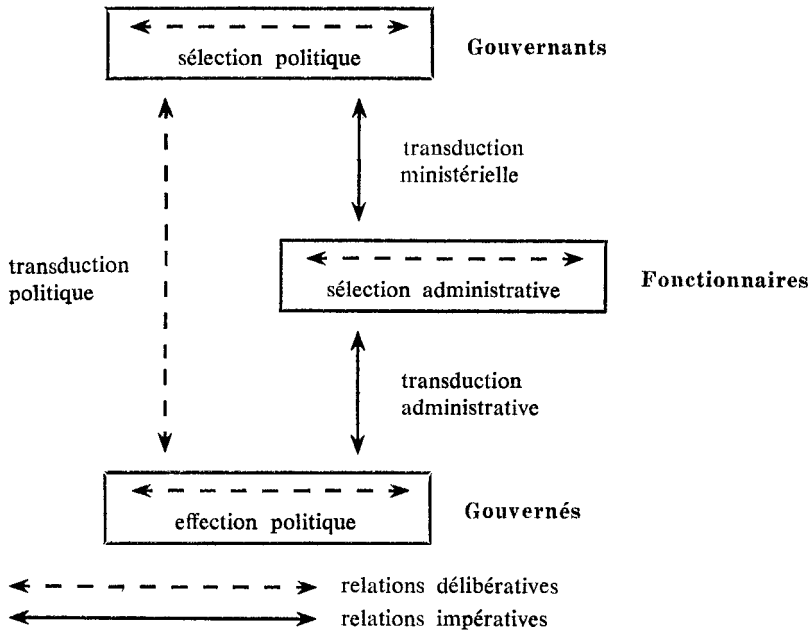 sélection politique
Gouvernants
transduction
ministérielle
transduction
politique
sélection administrative
Fonctionnaires
transduction
administrative
effection politique
Gouvernés
relations délibératives
relations impératives